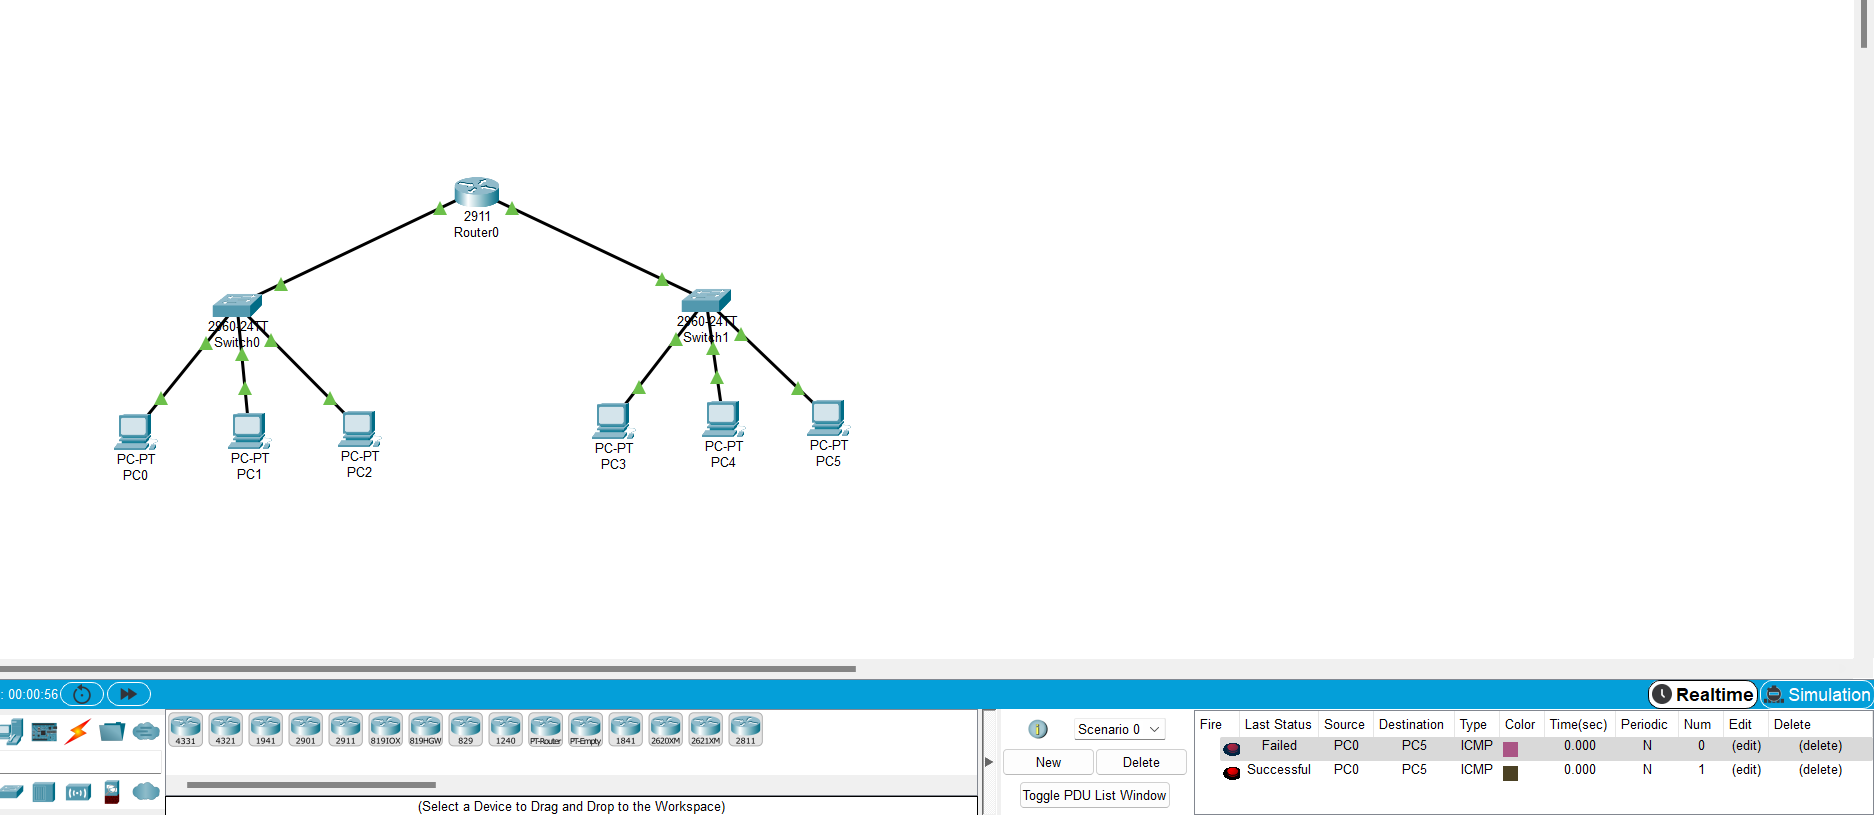 2911
Router0
2960-24TT
Switch0
2960-24TT
Switch1
PC-PT
PC0
PC-PT
PC1
PC-PT
PC2
PC-PT
PC3
PC-PT
PC4
PC-PT
PC5
: 00:00:56
Realtime
Simulation
4331
4321
1941
2901
2911
819IOX
819HGW
829
1240
PT-Router
PT-Empty
1841
2620XM
2621XM
2811
(Select a Device to Drag and Drop to the Workspace)
Scenario 0
New
Delete
Toggle PDU List Window
Fire Last Status Source Destination Type Color Time(sec) Periodic Num Edit Delete
Failed PC0 PC5 ICMP 0.000 N 0 (edit) (delete)
Successful PC0 PC5 ICMP 0.000 N 1 (edit) (delete)